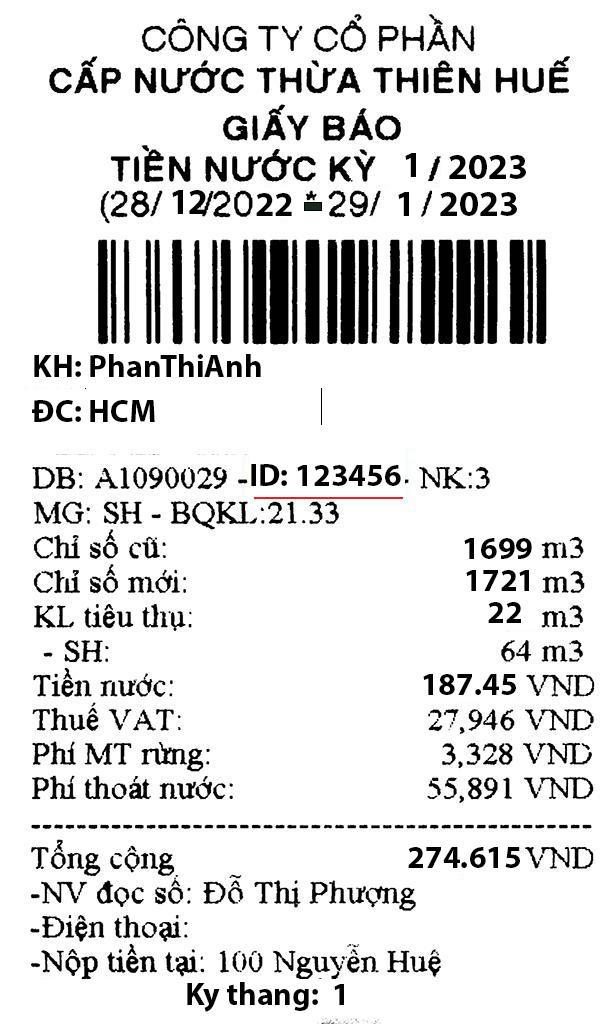 CÔNG TY CỔ PHẦN
CẤP NƯỚC THỪA THIÊN HUẾ
GIẤY BÁO
TIỀN NƯỚC KỲ 1 / 2023
(28/ 12/2022 - 29/ 1 / 2023
KH: PhanThiAnh
ĐC: HCM
DB: A1090029 -ID: 123456. NK:3
MG: SH - BQKL:21.33
Chỉ số cũ: 1699 m3
Chỉ số mới: 1721 m3
KL tiêu thụ: 22 m3
- SH: 64 m3
Tiền nước: 187.45 VND
Thuế VAT: 27,946 VND
Phí MT rừng: 3,328 VND
Phí thoát nước: 55,891 VND
Tổng cộng 274.615 VND
-NV đọc số: Đỗ Thị Phượng
-Điện thoại:
-Nộp tiền tại: 100 Nguyễn Huệ
Ky thang: 1